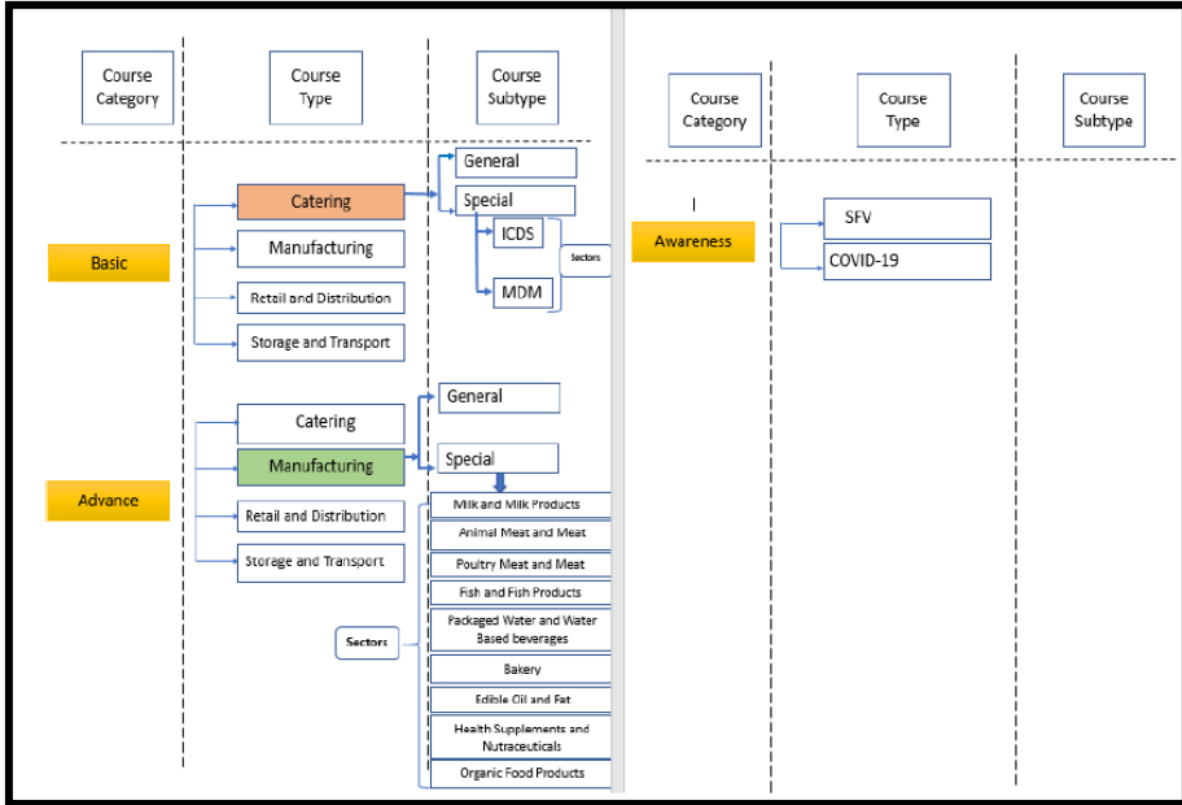 Course
Category
Course
Type
Course
Subtype
Basic
Catering
Manufacturing
Retail and Distribution
Storage and Transport
General
Special
ICDS
MDM
Sectors
Advance
Catering
Manufacturing
Retail and Distribution
Storage and Transport
General
Special
Sectors
Milk and Milk Products
Animal Meat and Meat
Poultry Meat and Meat
Fish and Fish Products
Packaged Water and Water
Based beverages
Bakery
Edible Oil and Fat
Health Supplements and
Nutraceuticals
Organic Food Products
Course
Category
Course
Type
Course
Subtype
I
Awareness
SFV
COVID-19